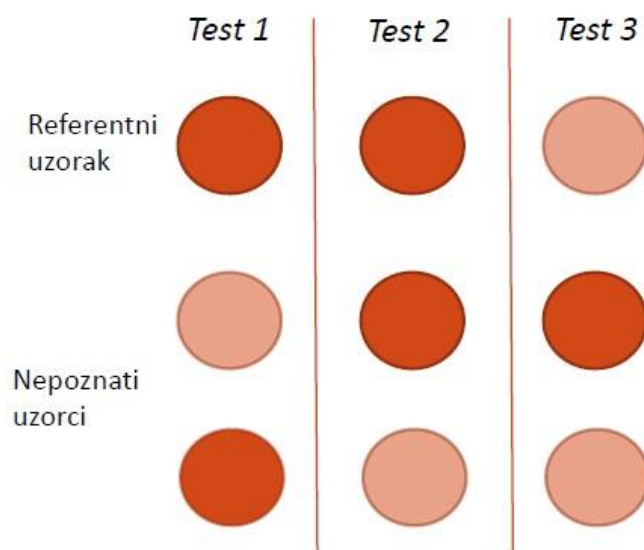 Test 1 Test 2 Test 3
Referentni
uzorak
Nepoznati
uzorci